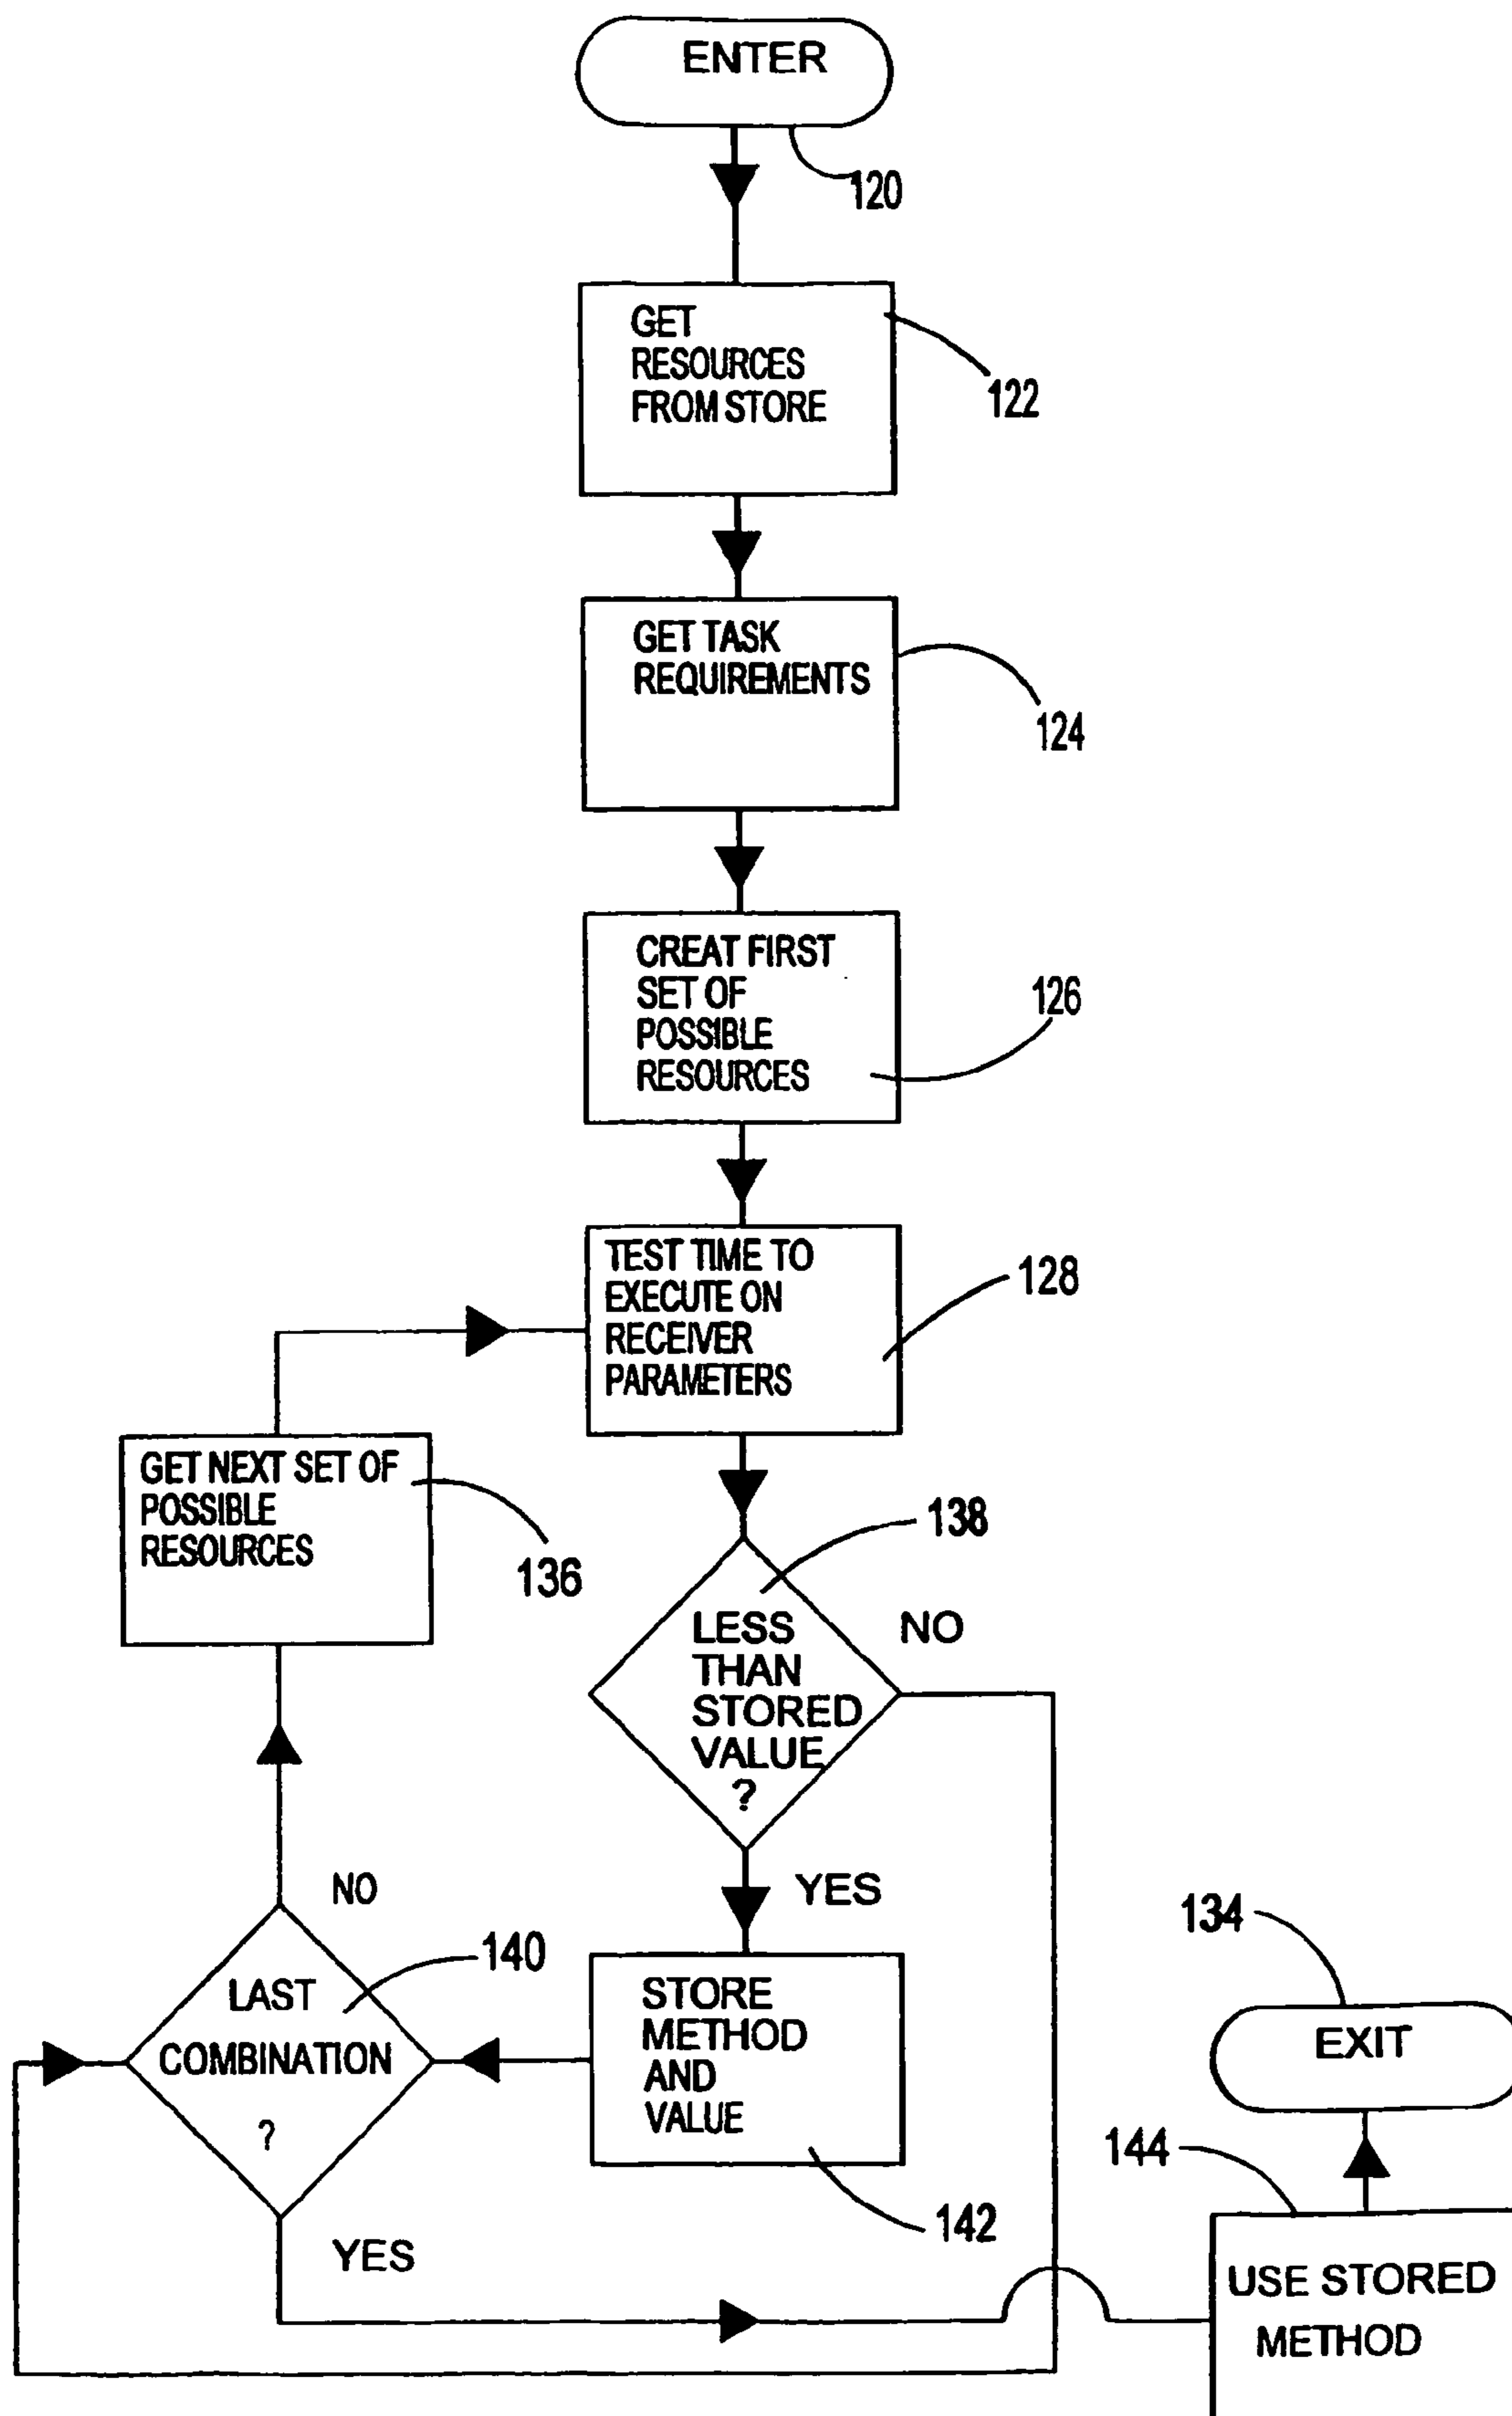 ENTER
120
GET
RESOURCES
FROM STORE
122
GET TASK
REQUIREMENTS
124
CREAT FIRST
SET OF
POSSIBLE
RESOURCES
126
TEST TIME TO
EXECUTE ON
RECEIVER
PARAMETERS
128
GET NEXT SET OF
POSSIBLE
RESOURCES
136
138
LESS
THAN
STORED
VALUE
?
NO
YES
NO
140
LAST
COMBINATION
?
YES
STORE
METHOD
AND
VALUE
142
134
EXIT
144
USE STORED
METHOD